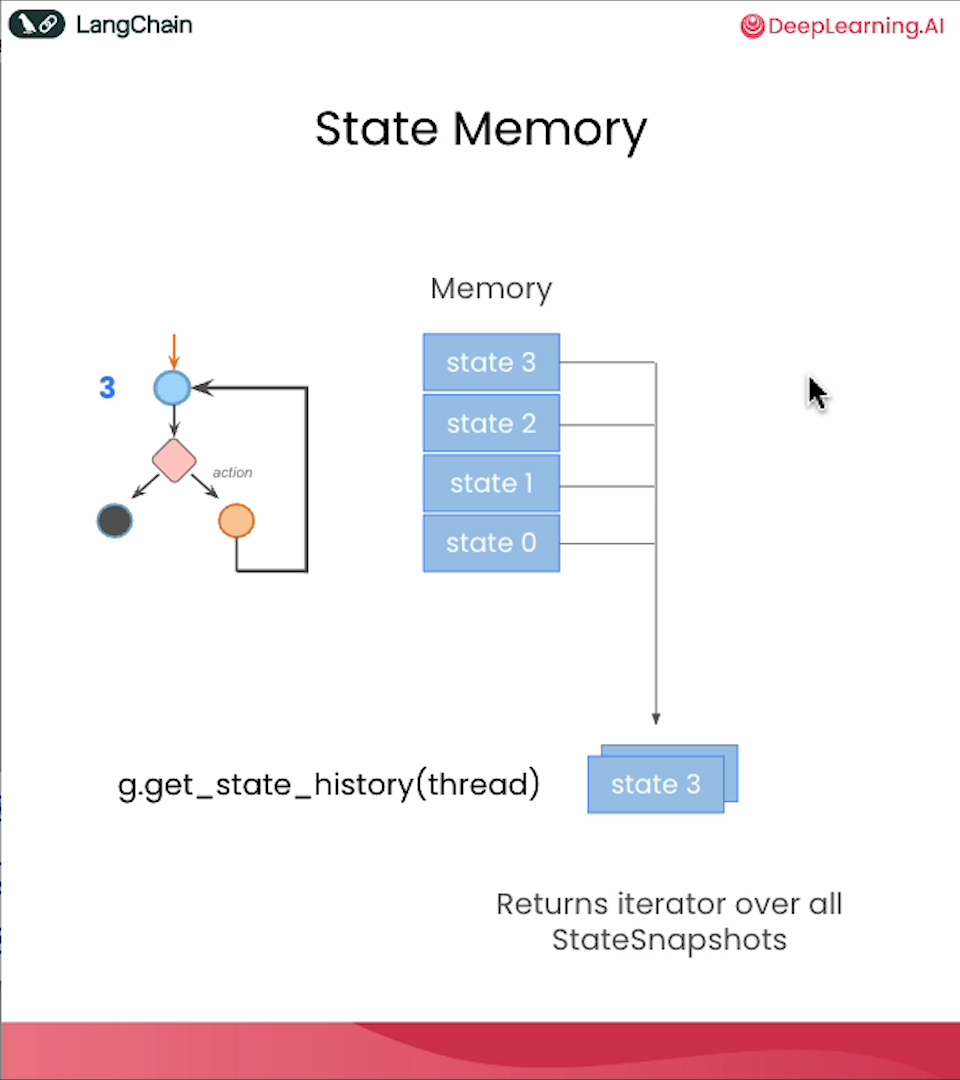 LangChain
DeepLearning.AI
State Memory
Memory
3
action
state 3
state 2
state 1
state 0
g.get_state_history(thread)
state 3
Returns iterator over all
StateSnapshots